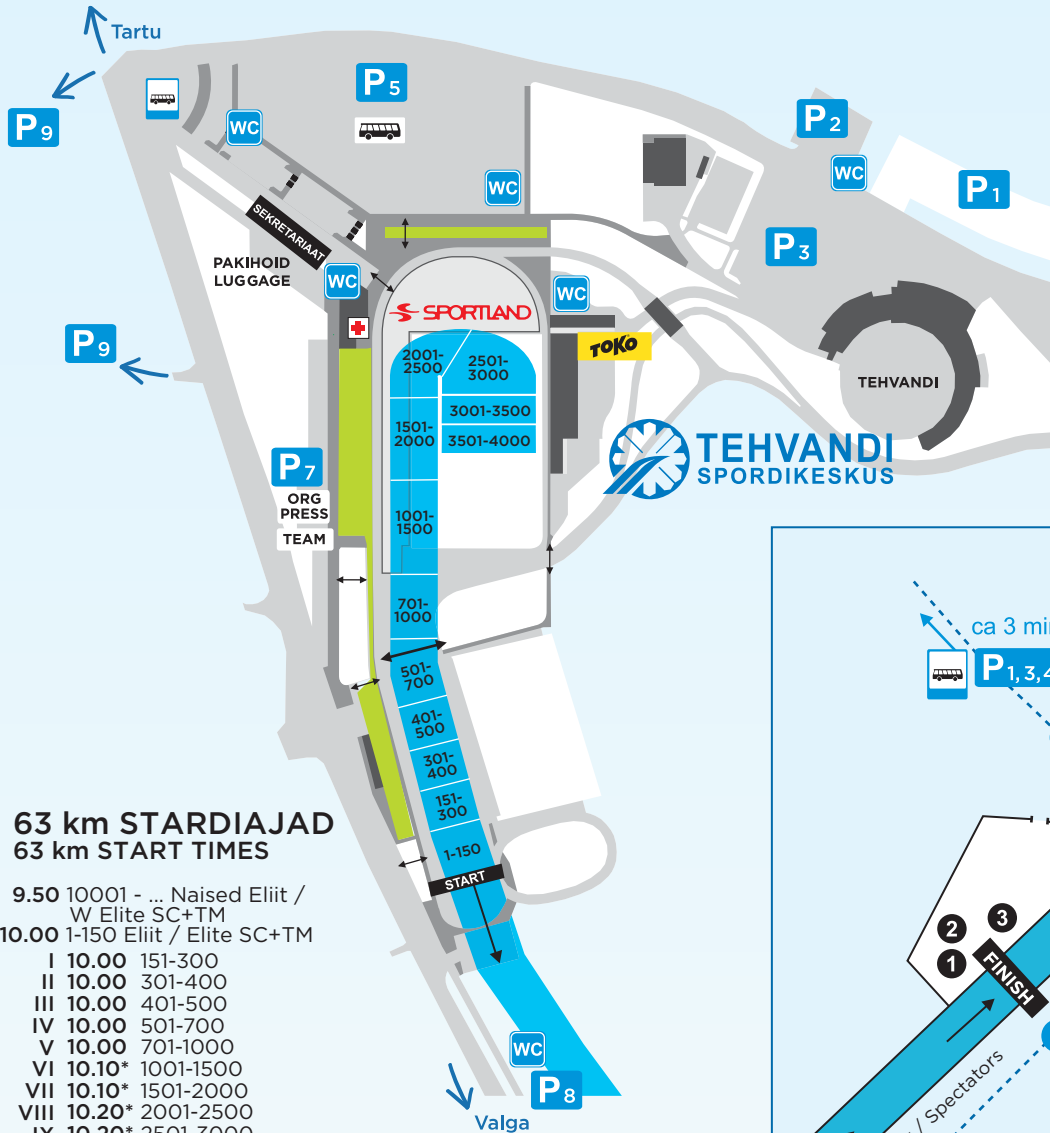 Tartu
P9
P5
WC
P2
WC
WC
P1
SEKRETARIAAT
P3
PAKIHOID
LUGGAGE
WC
WC
SPORTLAND
TOKO
P9
2001-
2500
2501-
3000
TEHVANDI
3001-3500
1501-
2000
3501-4000
TEHVANDI
SPORDIKESKUS
P7
ORG
PRESS
TEAM
1001-
1500
701-
1000
ca 3 min
P1,3,4
501-
700
401-
500
301-
400
151-
300
1-150
START
63 km STARDIAJAD
63 km START TIMES
9.50 10001 - ... Naised Eliit /
W Elite SC+TM
10.00 1-150 Eliit / Elite SC+TM
I 10.00 151-300
II 10.00 301-400
III 10.00 401-500
IV 10.00 501-700
V 10.00 701-1000
VI 10.10* 1001-1500
VII 10.10* 1501-2000
VIII 10.20* 2001-2500
IX 10.20* 2501-3000
2
3
1
FINISH
/ Spectators
WC
P8
Valga